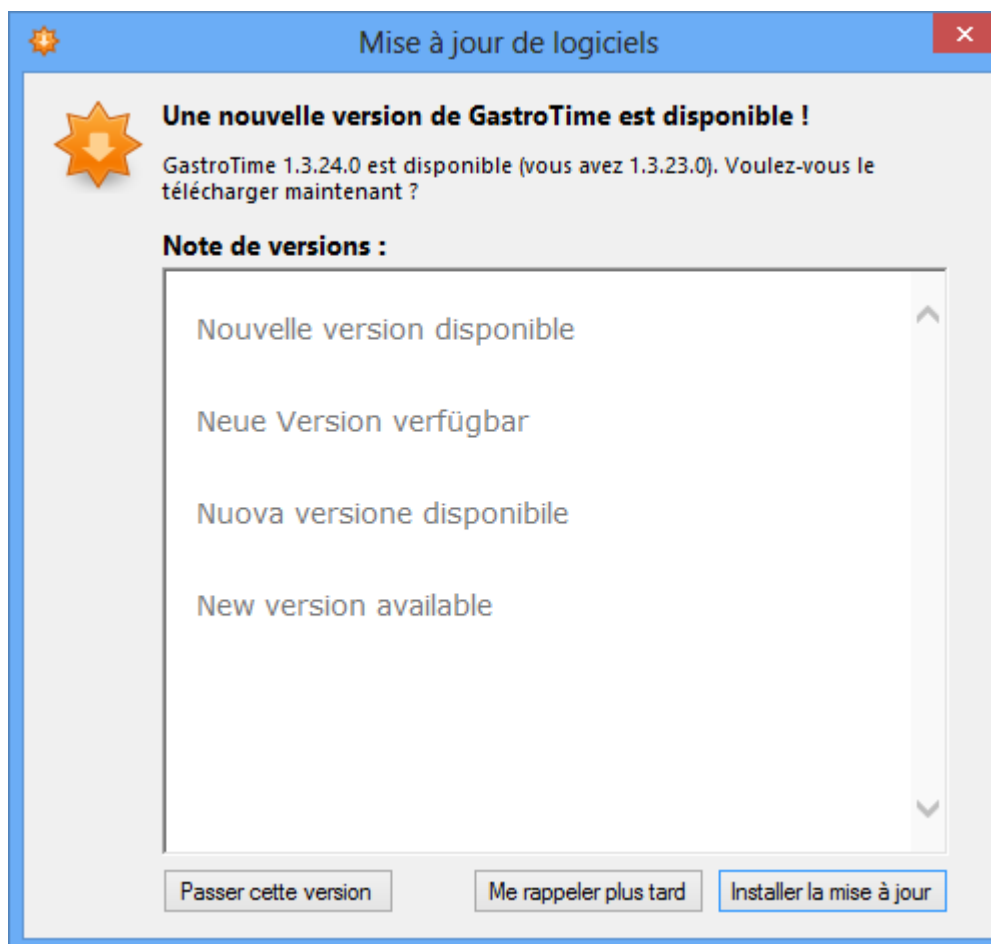 Mise à jour de logiciels
Une nouvelle version de GastroTime est disponible !
GastroTime 1.3.24.0 est disponible (vous avez 1.3.23.0). Voulez-vous le
télécharger maintenant ?
Note de versions :
Nouvelle version disponible
Neue Version verfügbar
Nuova versione disponibile
New version available
Passer cette version
Me rappeler plus tard
Installer la mise à jour